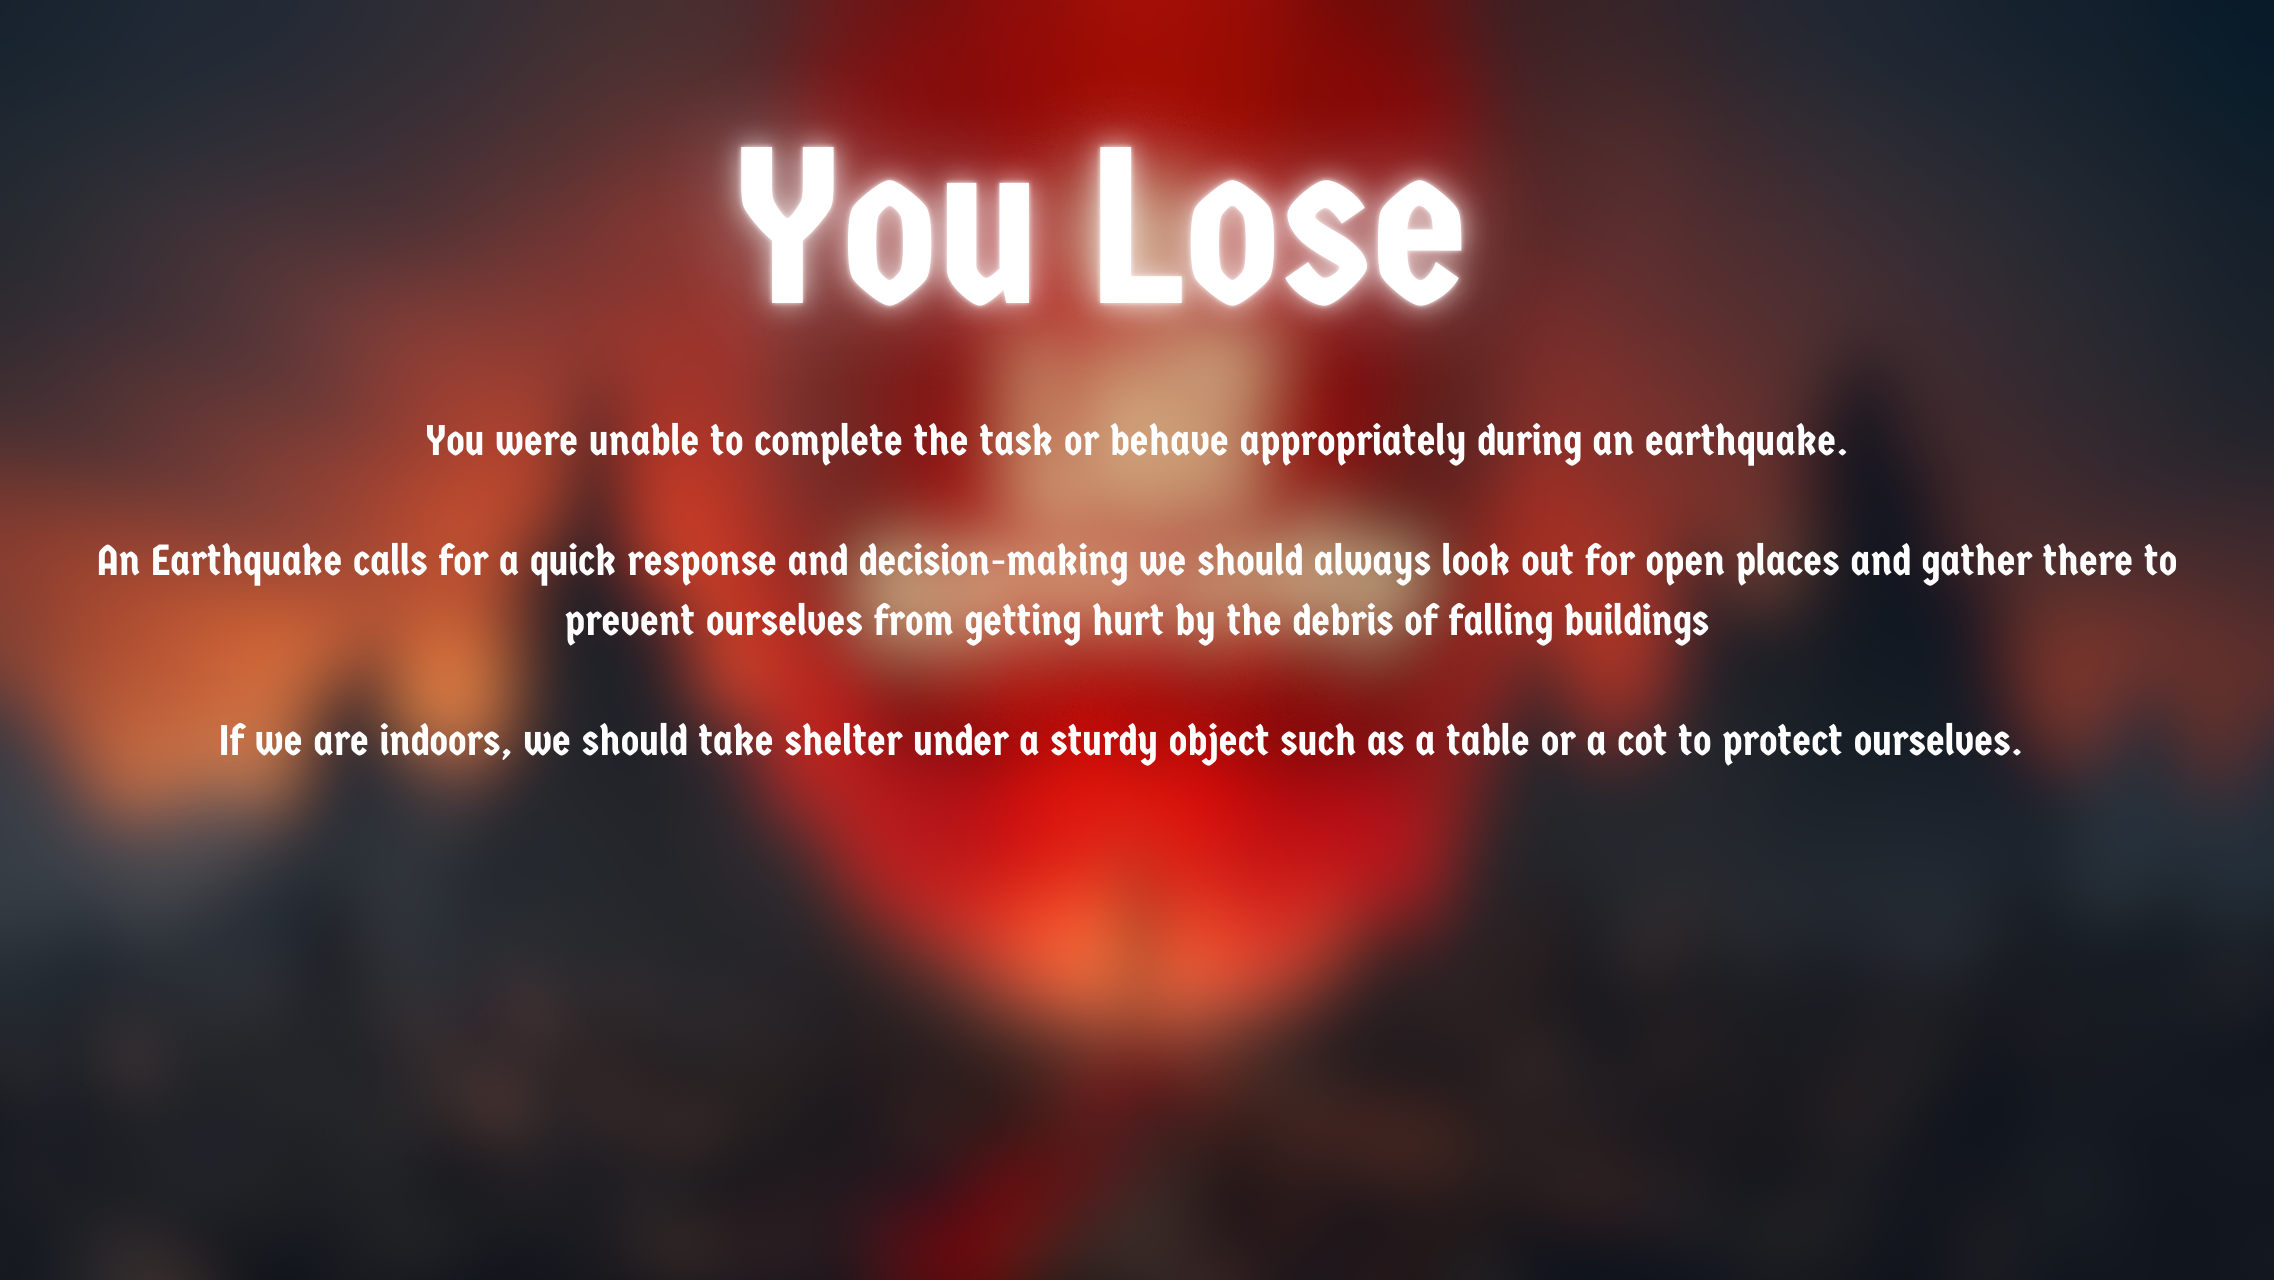 You Lose
You were unable to complete the task or behave appropriately during an earthquake.
An Earthquake calls for a quick response and decision-making we should always look out for open places and gather there to
prevent ourselves from getting hurt by the debris of falling buildings
If we are indoors, we should take shelter under a sturdy object such as a table or a cot to protect ourselves.